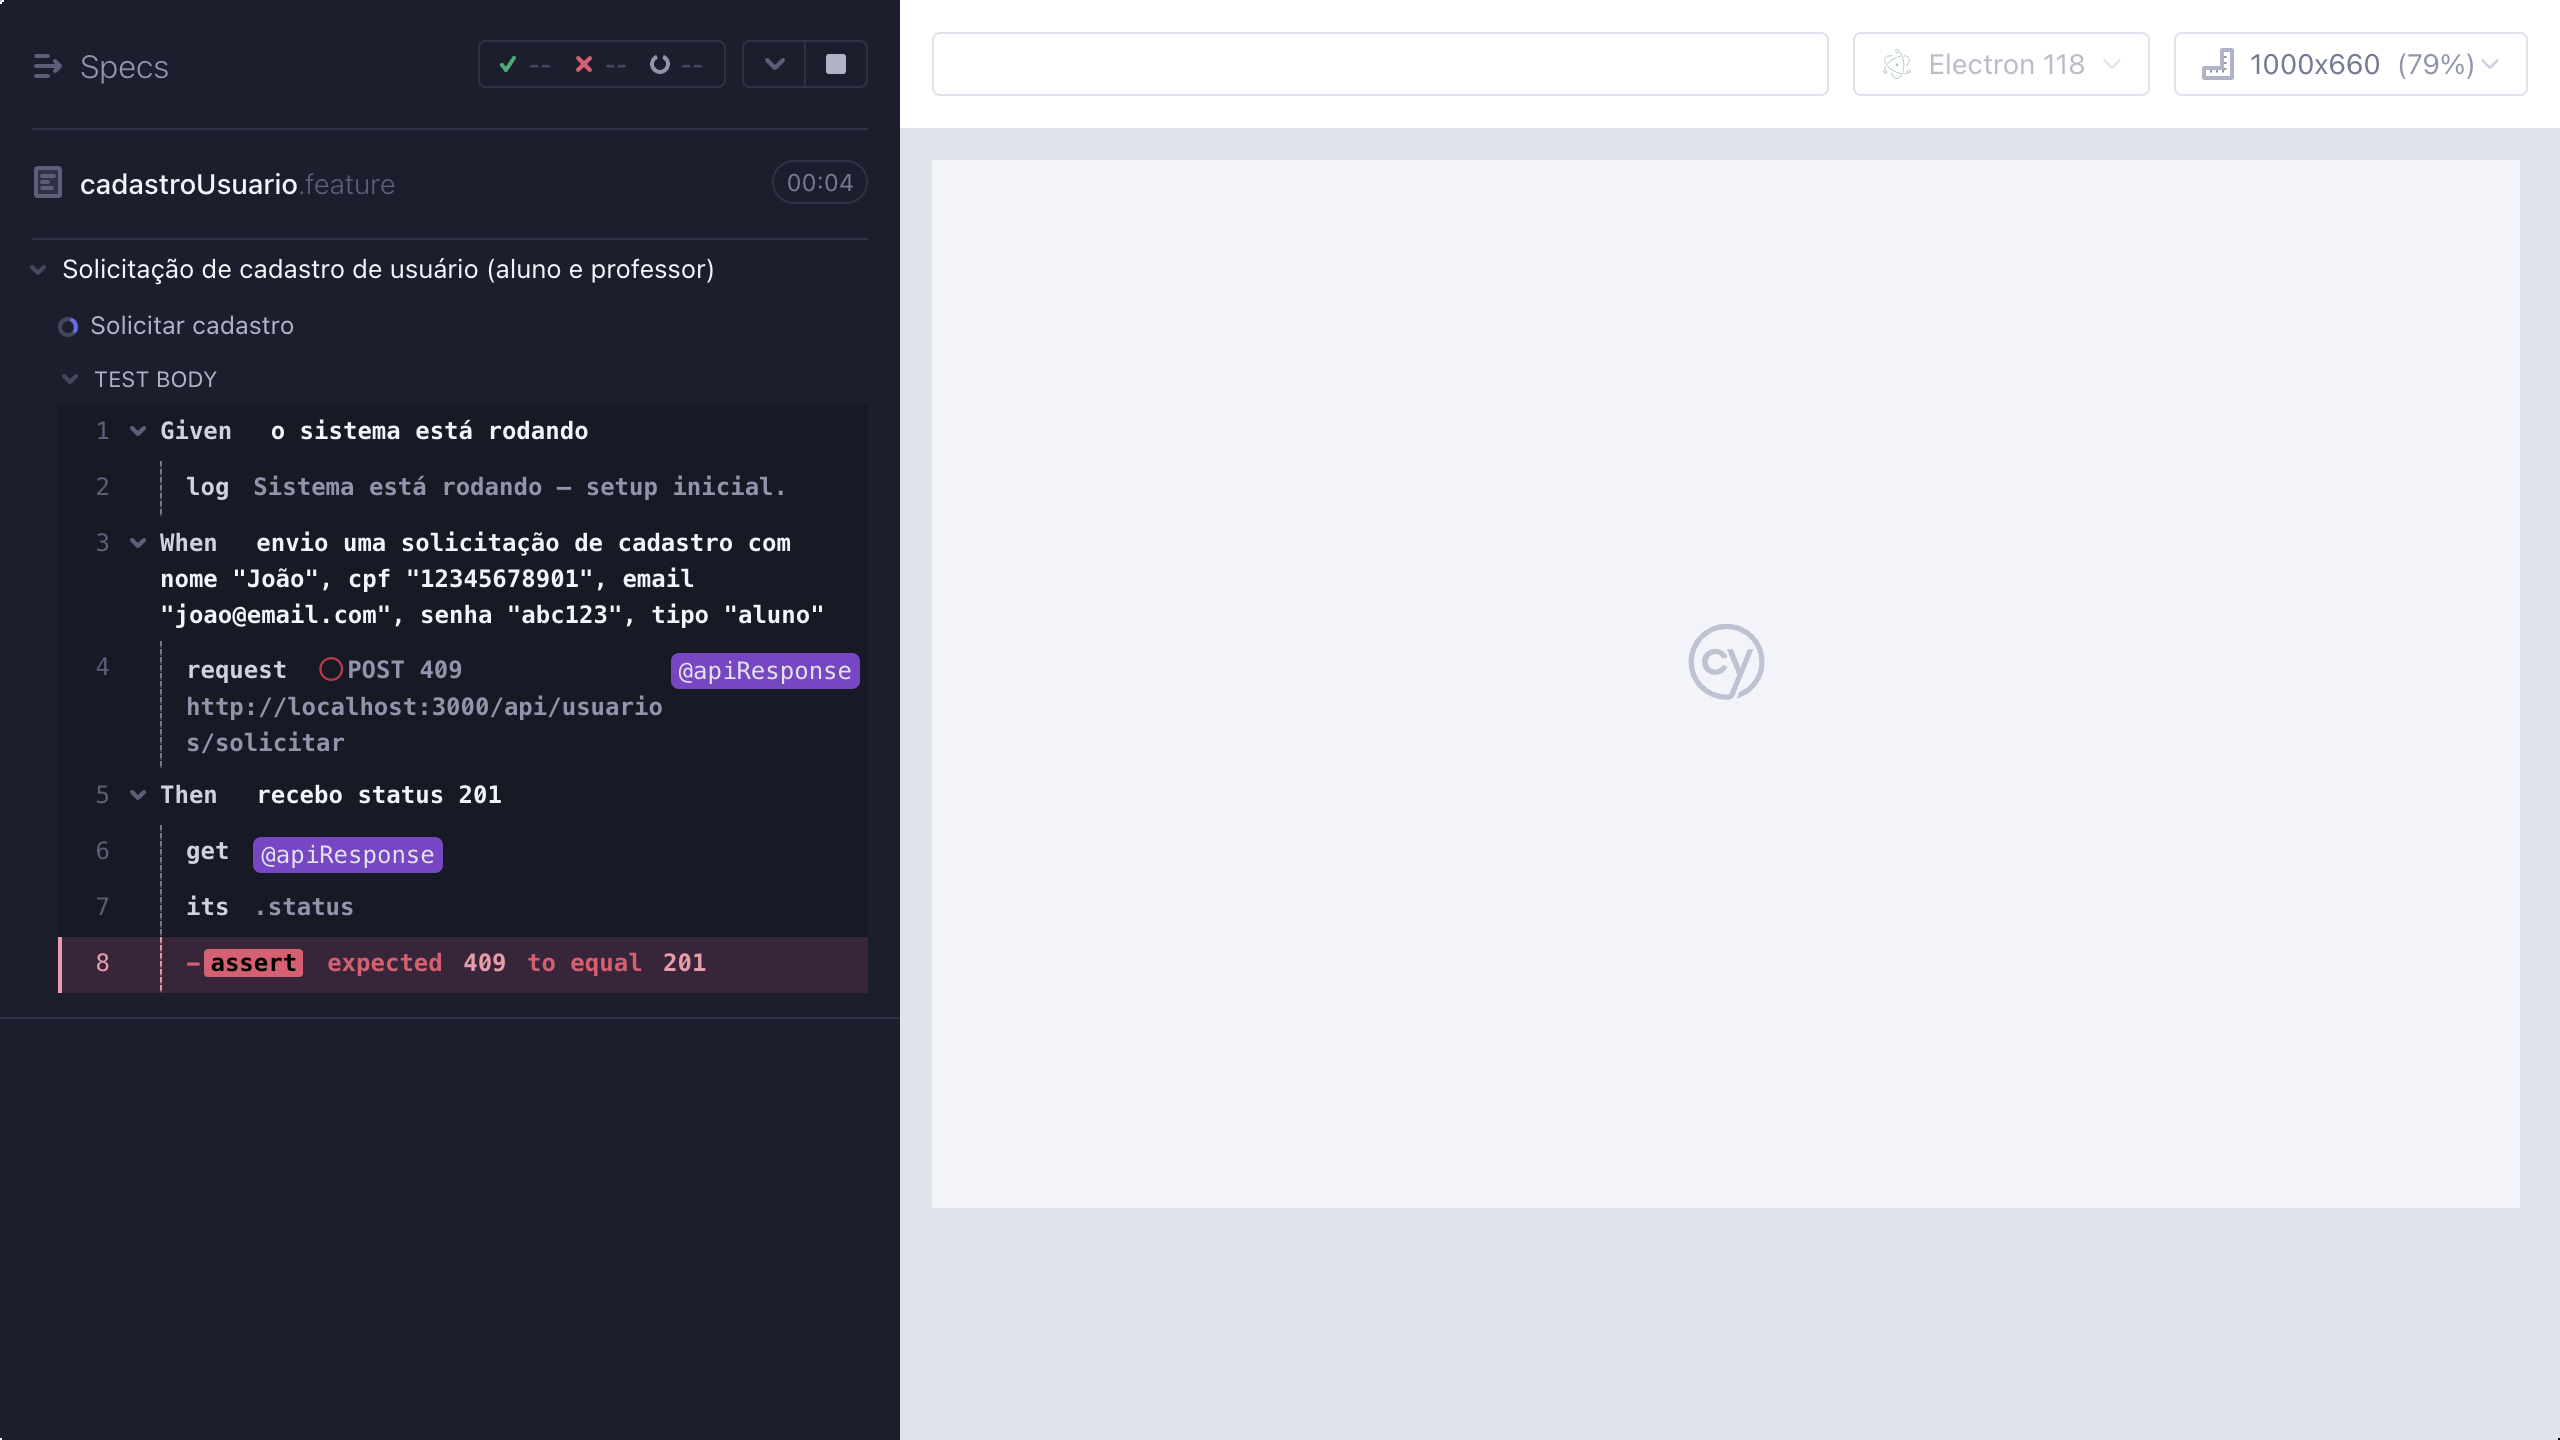 Specs
-- -- --
Electron 118
1000x660 (79%)
cadastroUsuario.feature
00:04
Solicitação de cadastro de usuário (aluno e professor)
Solicitar cadastro
TEST BODY
1 Given o sistema está rodando
2 log Sistema está rodando – setup inicial.
3 When envio uma solicitação de cadastro com
nome "João", cpf "12345678901", email
"joao@email.com", senha "abc123", tipo "aluno"
4 request POST 409 @apiResponse
http://localhost:3000/api/usuario
s/solicitar
5 Then recebo status 201
6 get @apiResponse
7 its .status
8 -assert expected 409 to equal 201
cy